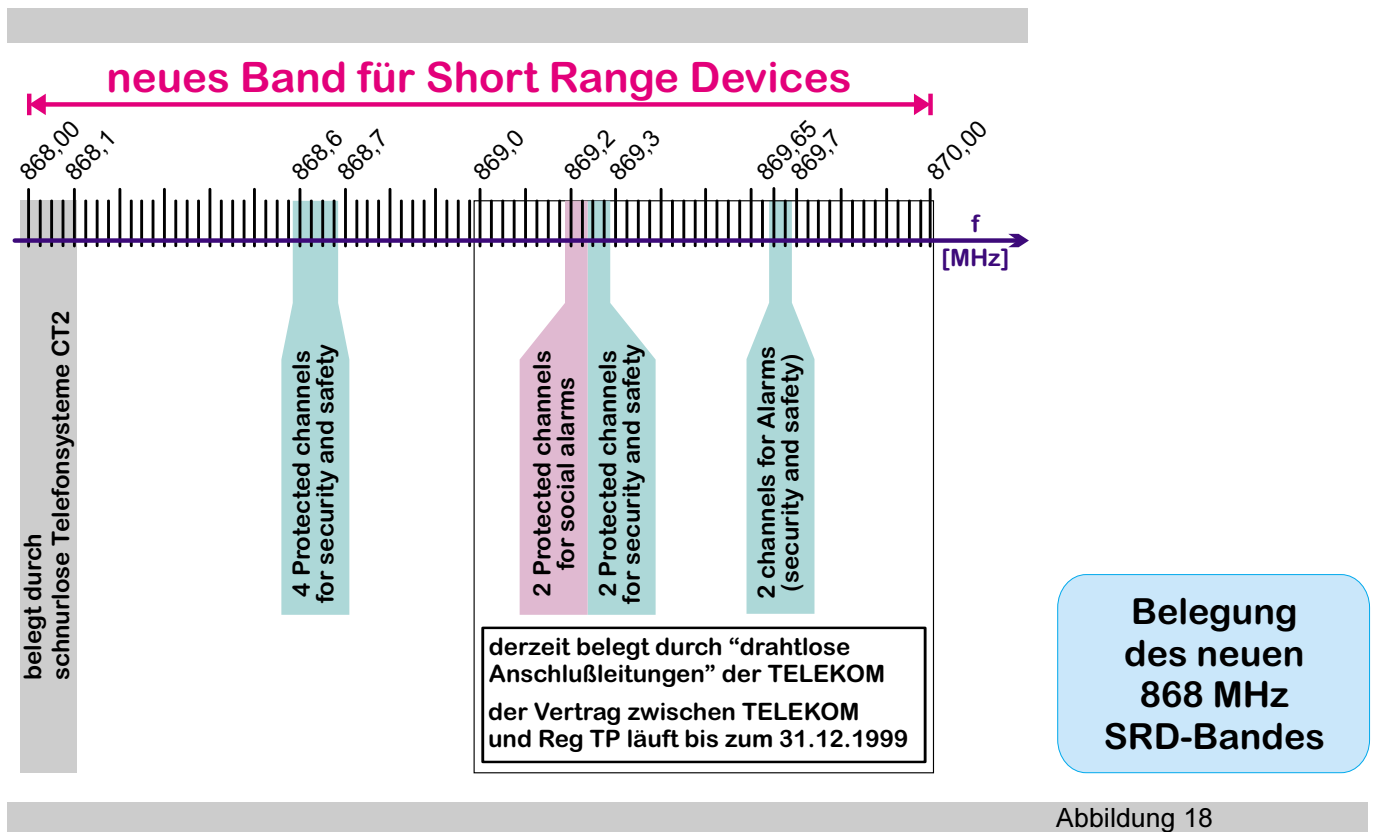 neues Band für Short Range Devices
868,00
868,1
868,6
868,7
869,0
869,2
869,3
869,65
869,7
870,00
f
[MHz]
belegt durch
schnurlose Telefonsysteme CT2
4 Protected channels
for security and safety
2 Protected channels
for social alarms
2 Protected channels
for security and safety
2 channels for Alarms
(security and safety)
derzeit belegt durch “drahtlose
Anschlußleitungen” der TELEKOM
der Vertrag zwischen TELEKOM
und Reg TP läuft bis zum 31.12.1999
Belegung
des neuen
868 MHz
SRD-Bandes
Abbildung 18